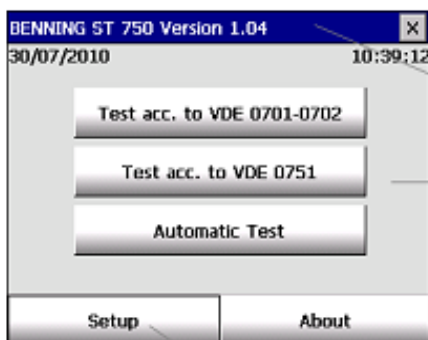 BENNING ST 750 Version 1.04
30/07/2010 10:39:12
Test acc. to VDE 0701-0702
Test acc. to VDE 0751
Automatic Test
Setup About